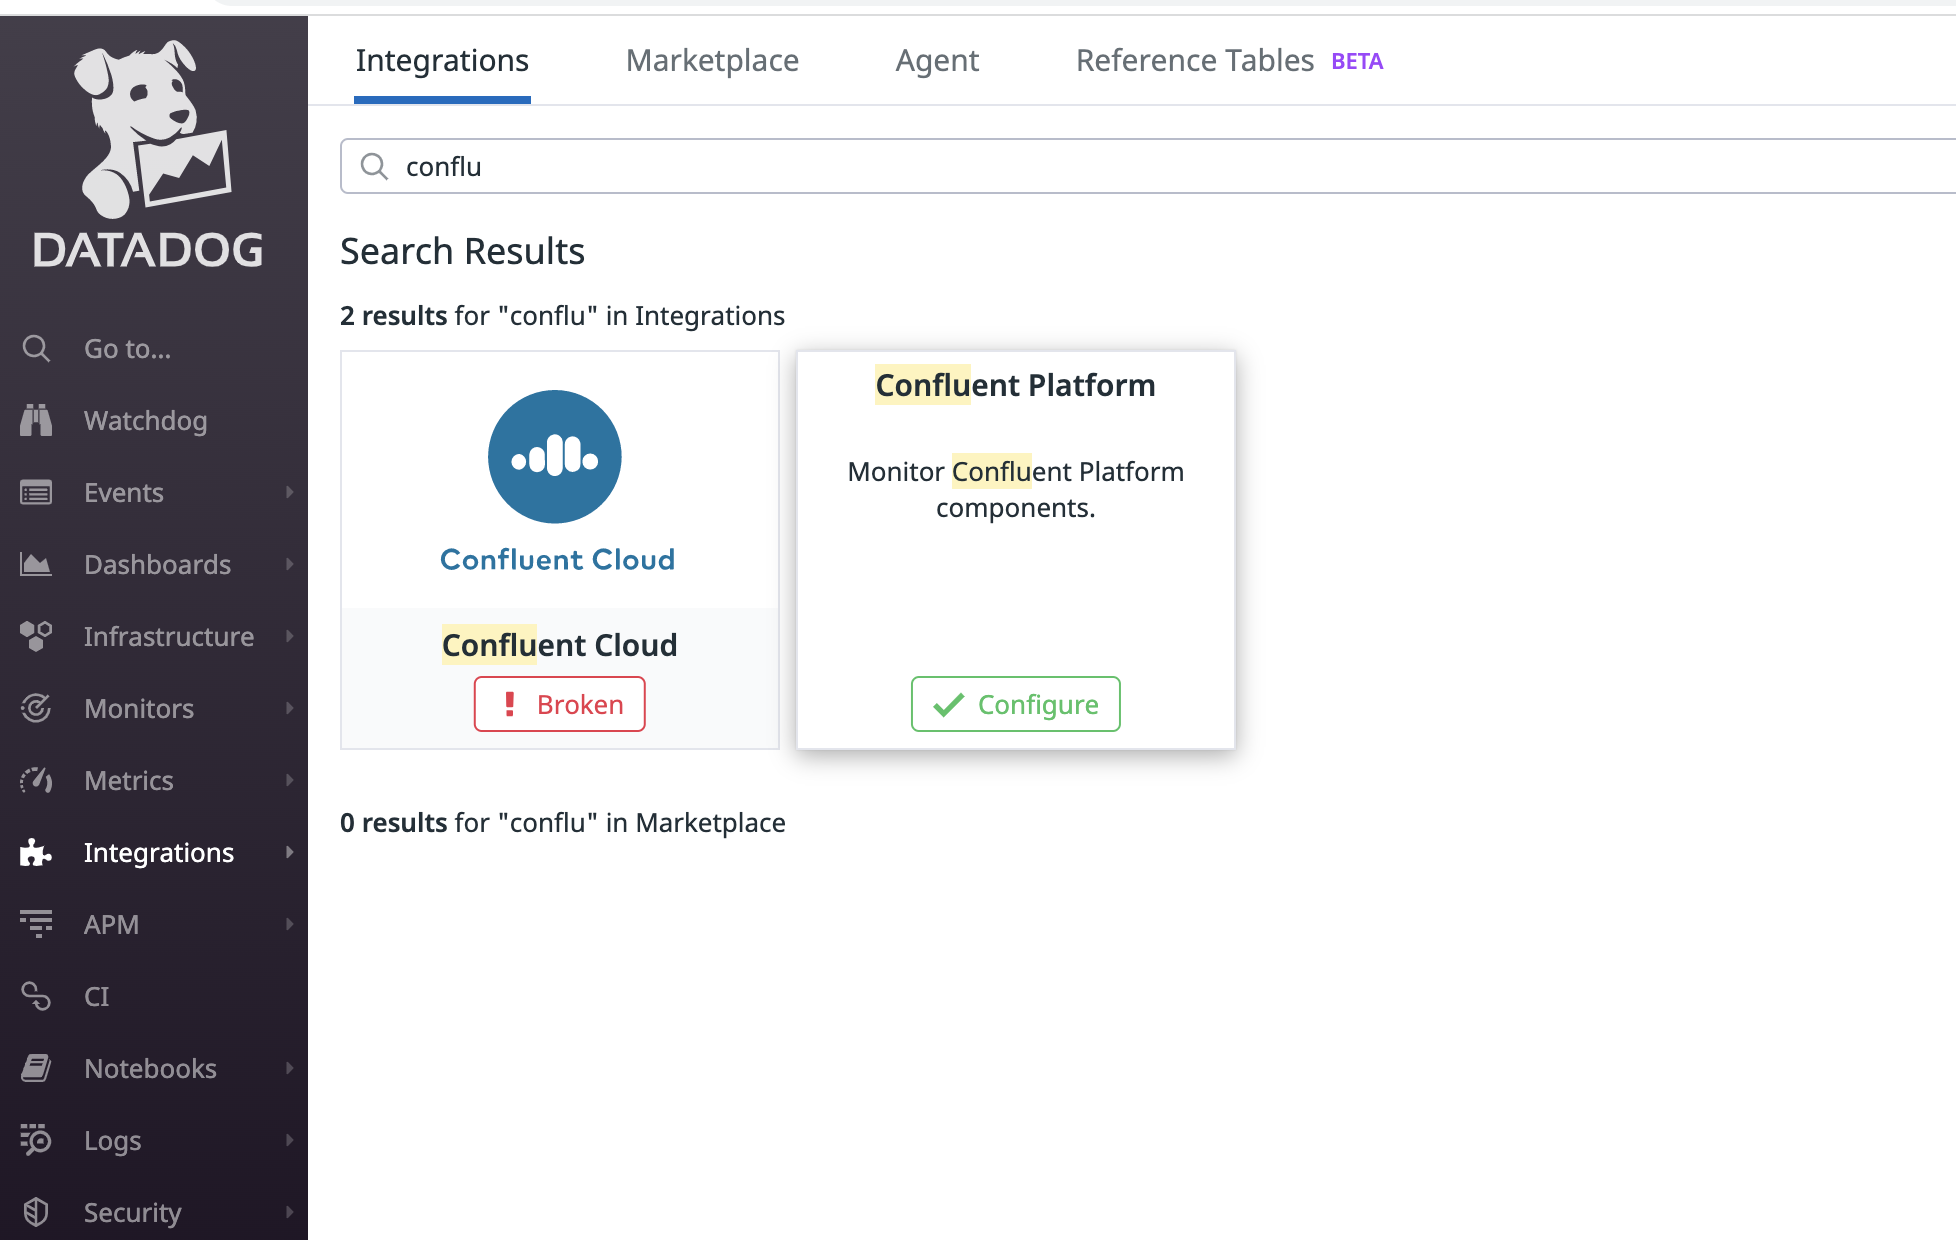 DATADOG
Go to...
Watchdog
Events
Dashboards
Infrastructure
Monitors
Metrics
Integrations
APM
CI
Notebooks
Logs
Security
Integrations Marketplace Agent Reference Tables BETA
conflu
Search Results
2 results for "conflu" in Integrations
Confluent Cloud
Confluent Cloud
! Broken
Confluent Platform
Monitor Confluent Platform
components.
Configure
0 results for "conflu" in Marketplace